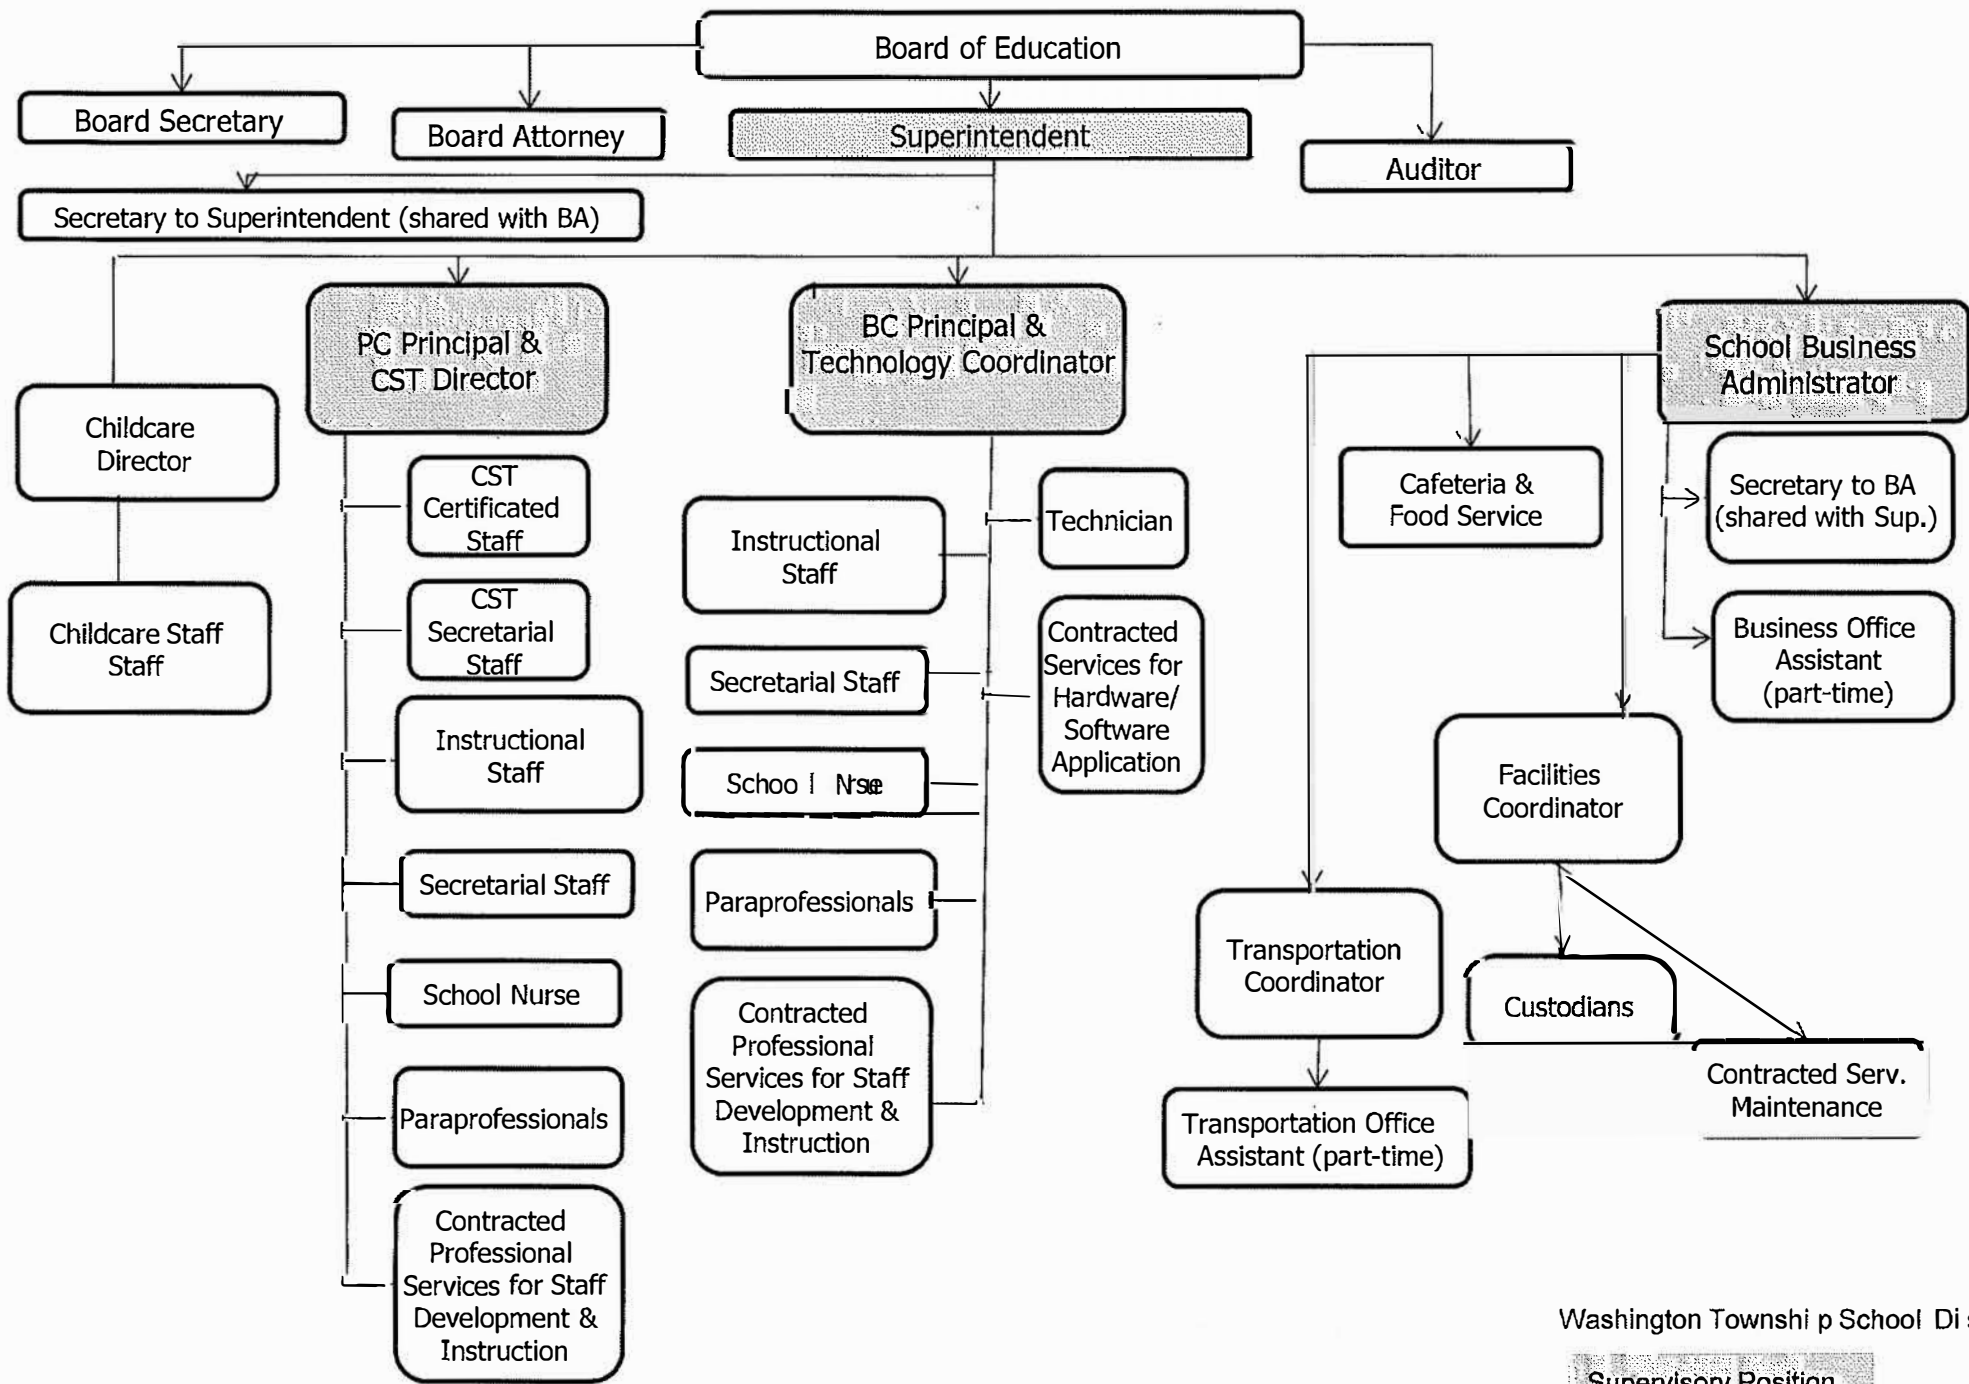 Board of Education
Board Secretary
Board Attorney
Superintendent
Auditor
Secretary to Superintendent (shared with BA)
PC Principal &
CST Director
BC Principal &
Technology Coordinator
School Business
Administrator
Childcare
Director
Childcare Staff
Staff
CST
Certificated
Staff
CST
Secretarial
Staff
Instructional
Staff
Secretarial Staff
School Nurse
Paraprofessionals
Contracted
Professional
Services for Staff
Development &
Instruction
Instructional
Staff
Secretarial Staff
School Nrse
Paraprofessionals
Contracted
Professional
Services for Staff
Development &
Instruction
Technician
Contracted
Services for
Hardware/
Software
Application
Cafeteria &
Food Service
Secretary to BA
(shared with Sup.)
Business Office
Assistant
(part-time)
Facilities
Coordinator
Transportation
Coordinator
Custodians
Contracted Serv.
Maintenance
Transportation Office
Assistant (part-time)
Washington Township School Dis
Supervisory Position